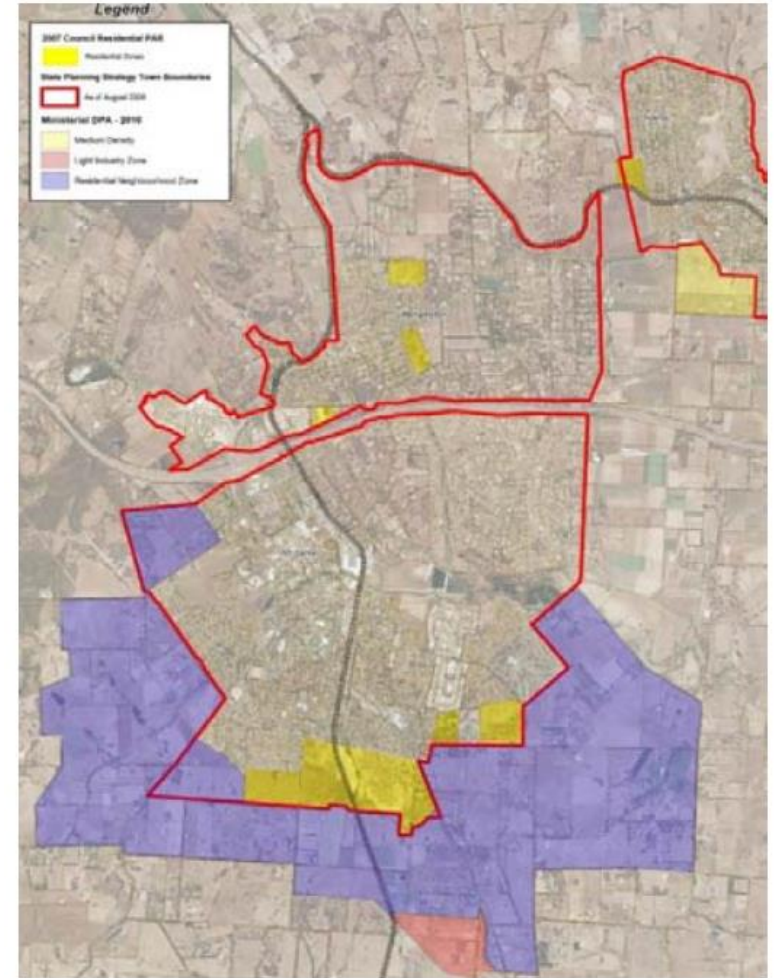 Legend
2007 Council Residential PAR
Residential Zones
State Planning Strategy Town Boundaries
As of August 2009
Ministerial DPA - 2010
Medium Density
Light Industry Zone
Residential Neighbourhood Zone